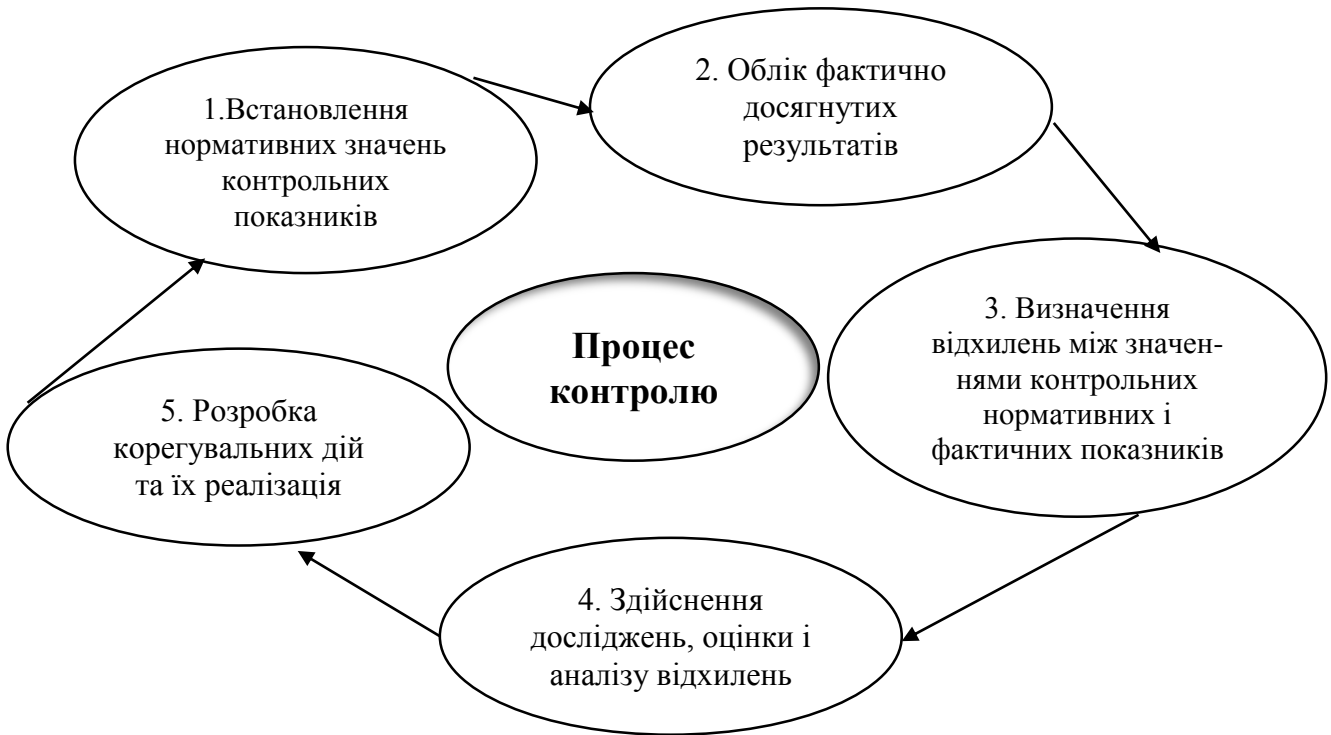 1.Встановлення
нормативних значень
контрольних
показників
2. Облік фактично
досягнутих
результатів
3. Визначення
відхилень між значен-
нями контрольних
нормативних і
фактичних показників
4. Здійснення
досліджень, оцінки і
аналізу відхилень
5. Розробка
корегувальних дій
та їх реалізація
Процес
контролю